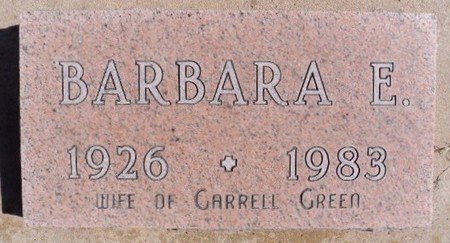 BARBARA E.
1926 ✦ 1983
WIFE OF GARRELL GREEN